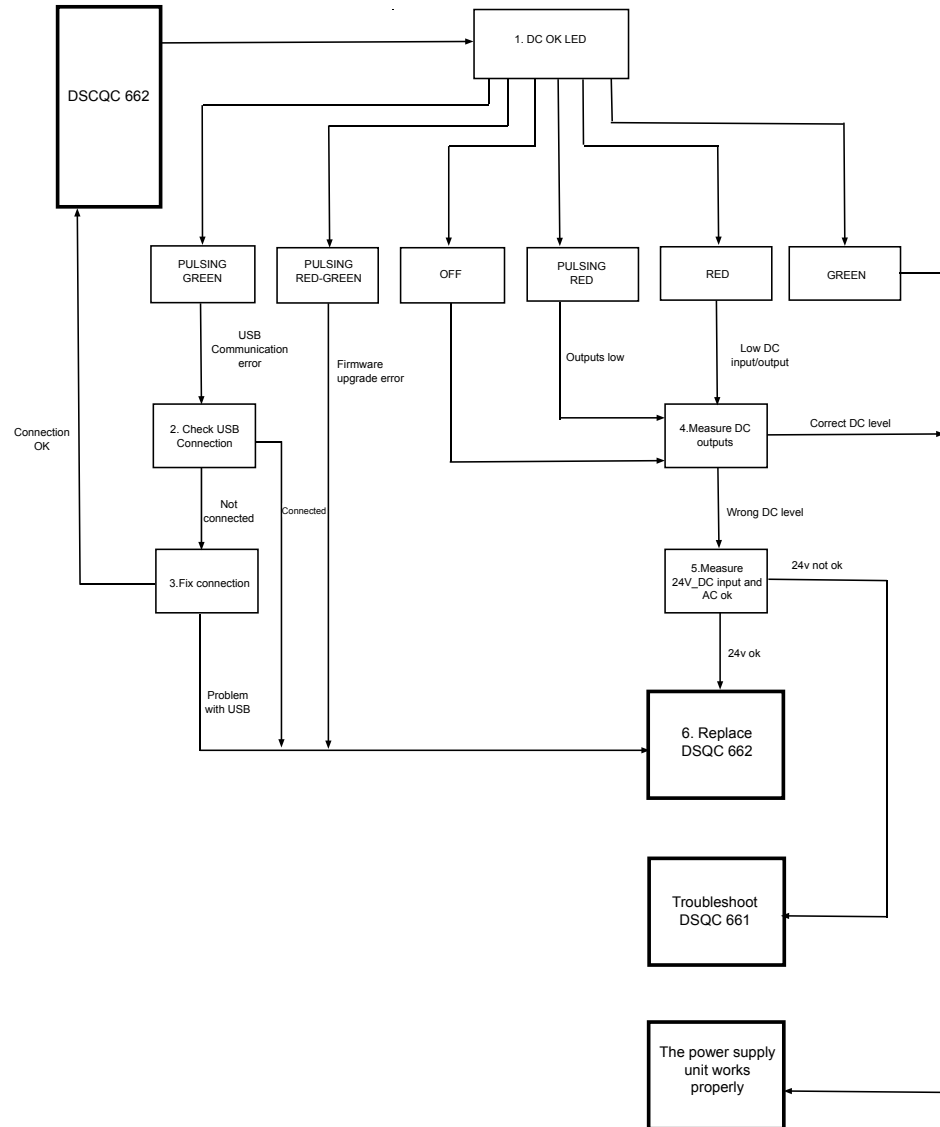 DSCQC 662
1. DC OK LED
PULSING
GREEN
PULSING
RED-GREEN
OFF
PULSING
RED
RED
GREEN
USB
Communication
error
Firmware
upgrade error
Outputs low
Low DC
input/output
Connection
OK
2. Check USB
Connection
4.Measure DC
outputs
Correct DC level
Not
connected
Connected
Wrong DC level
3.Fix connection
5.Measure
24V_DC input and
AC ok
24v not ok
24v ok
Problem
with USB
6. Replace
DSQC 662
Troubleshoot
DSQC 661
The power supply
unit works
properly